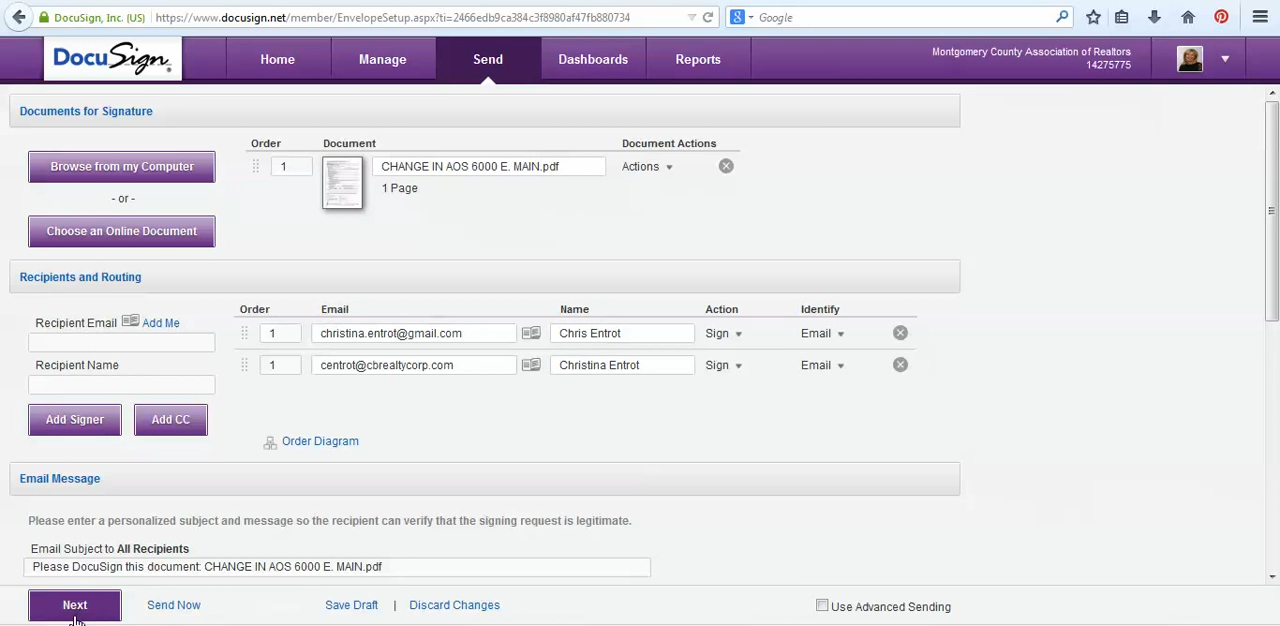 DocuSign, Inc. (US) https://www.docusign.net/member/EnvelopeSetup.aspx?ti=2466edb9ca384c3f8980af47fb880734 Google
DocuSign
Home Manage Send Dashboards Reports
Montgomery County Association of Realtors
14275775
Documents for Signature
Order Document Document Actions
Browse from my Computer
1 CHANGE IN AOS 6000 E. MAIN.pdf Actions
1 Page
- or -
Choose an Online Document
Recipients and Routing
Order Email Name Action Identify
Recipient Email Add Me
1 christina.entrot@gmail.com Chris Entrot Sign Email
Recipient Name
1 centrot@cbrealtycorp.com Christina Entrot Sign Email
Add Signer Add CC
Order Diagram
Email Message
Please enter a personalized subject and message so the recipient can verify that the signing request is legitimate.
Email Subject to All Recipients
Please DocuSign this document: CHANGE IN AOS 6000 E. MAIN.pdf
Next Send Now Save Draft | Discard Changes Use Advanced Sending